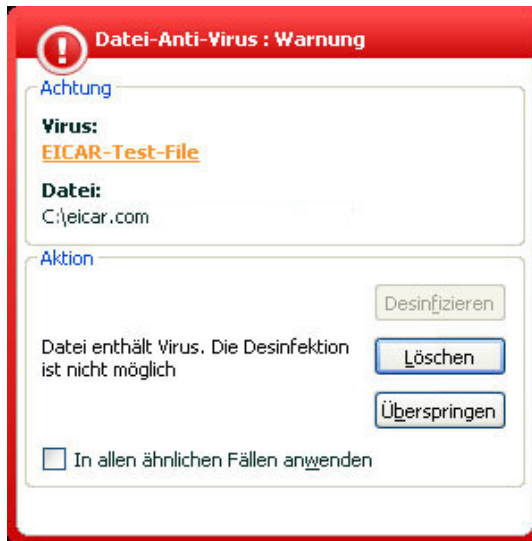 Datei-Anti-Virus : Warnung
Achtung
Virus:
EICAR-Test-File
Datei:
C:\eicar.com
Aktion
Desinfizieren
Datei enthält Virus. Die Desinfektion
ist nicht möglich
Löschen
Überspringen
In allen ähnlichen Fällen anwenden